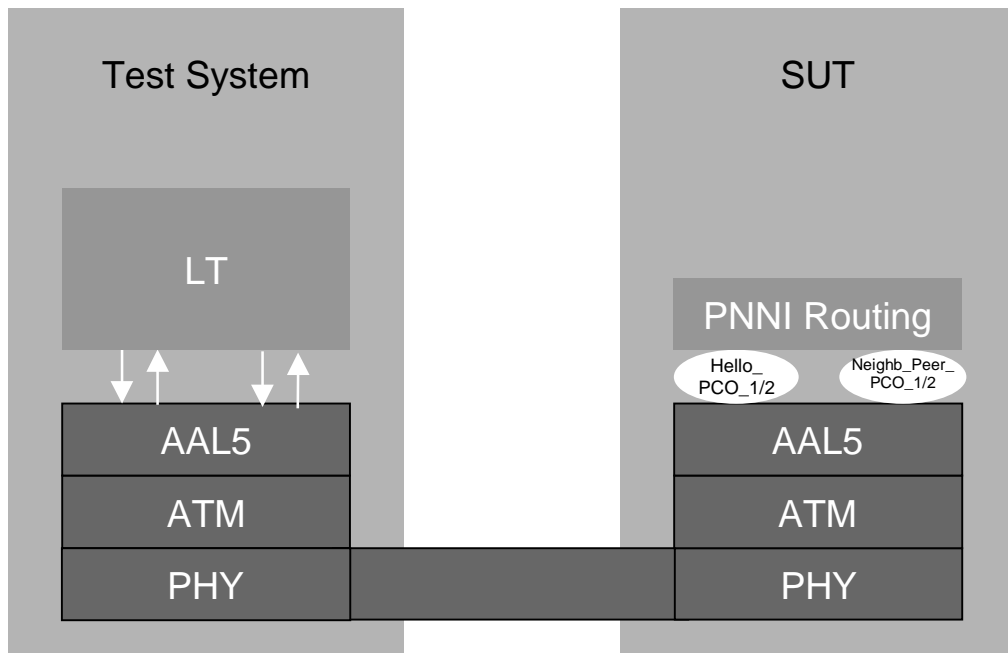 Test System
LT
AAL5
ATM
PHY
SUT
PNNI Routing
Hello_
PCO_1/2
Neighb_Peer_
PCO_1/2
AAL5
ATM
PHY